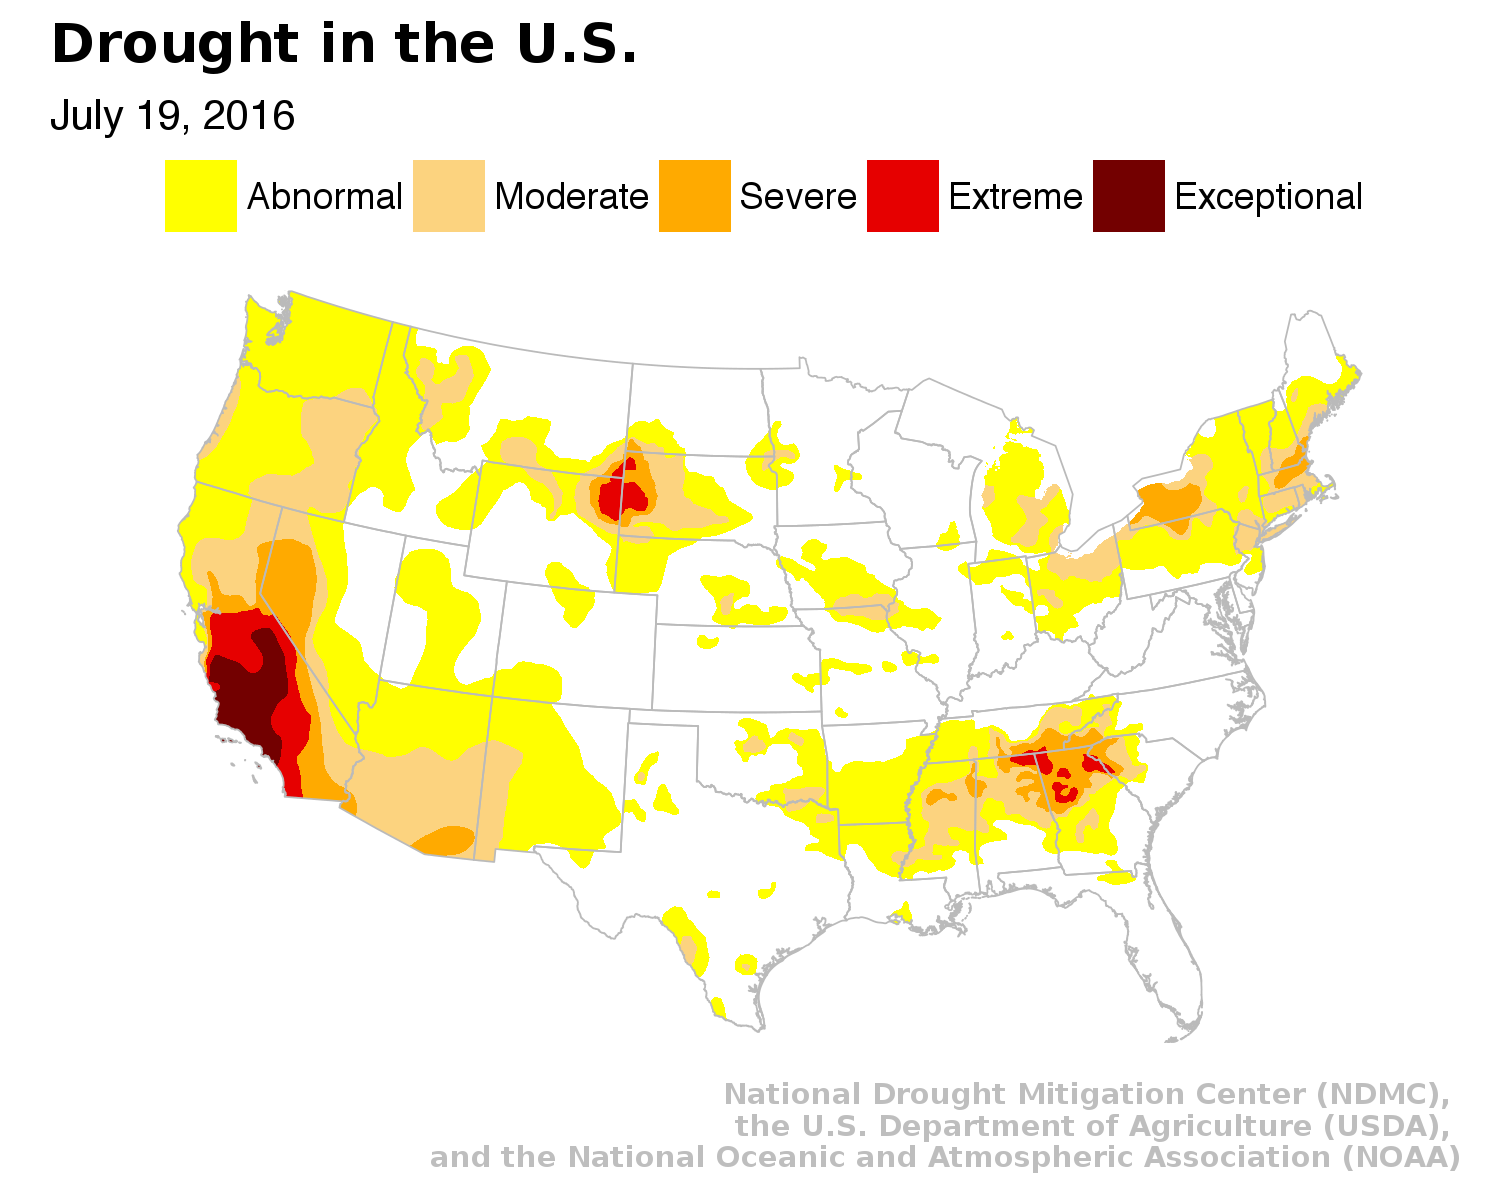 Drought in the U.S.
July 19, 2016
Abnormal Moderate Severe Extreme Exceptional
National Drought Mitigation Center (NDMC),
the U.S. Department of Agriculture (USDA),
and the National Oceanic and Atmospheric Association (NOAA)